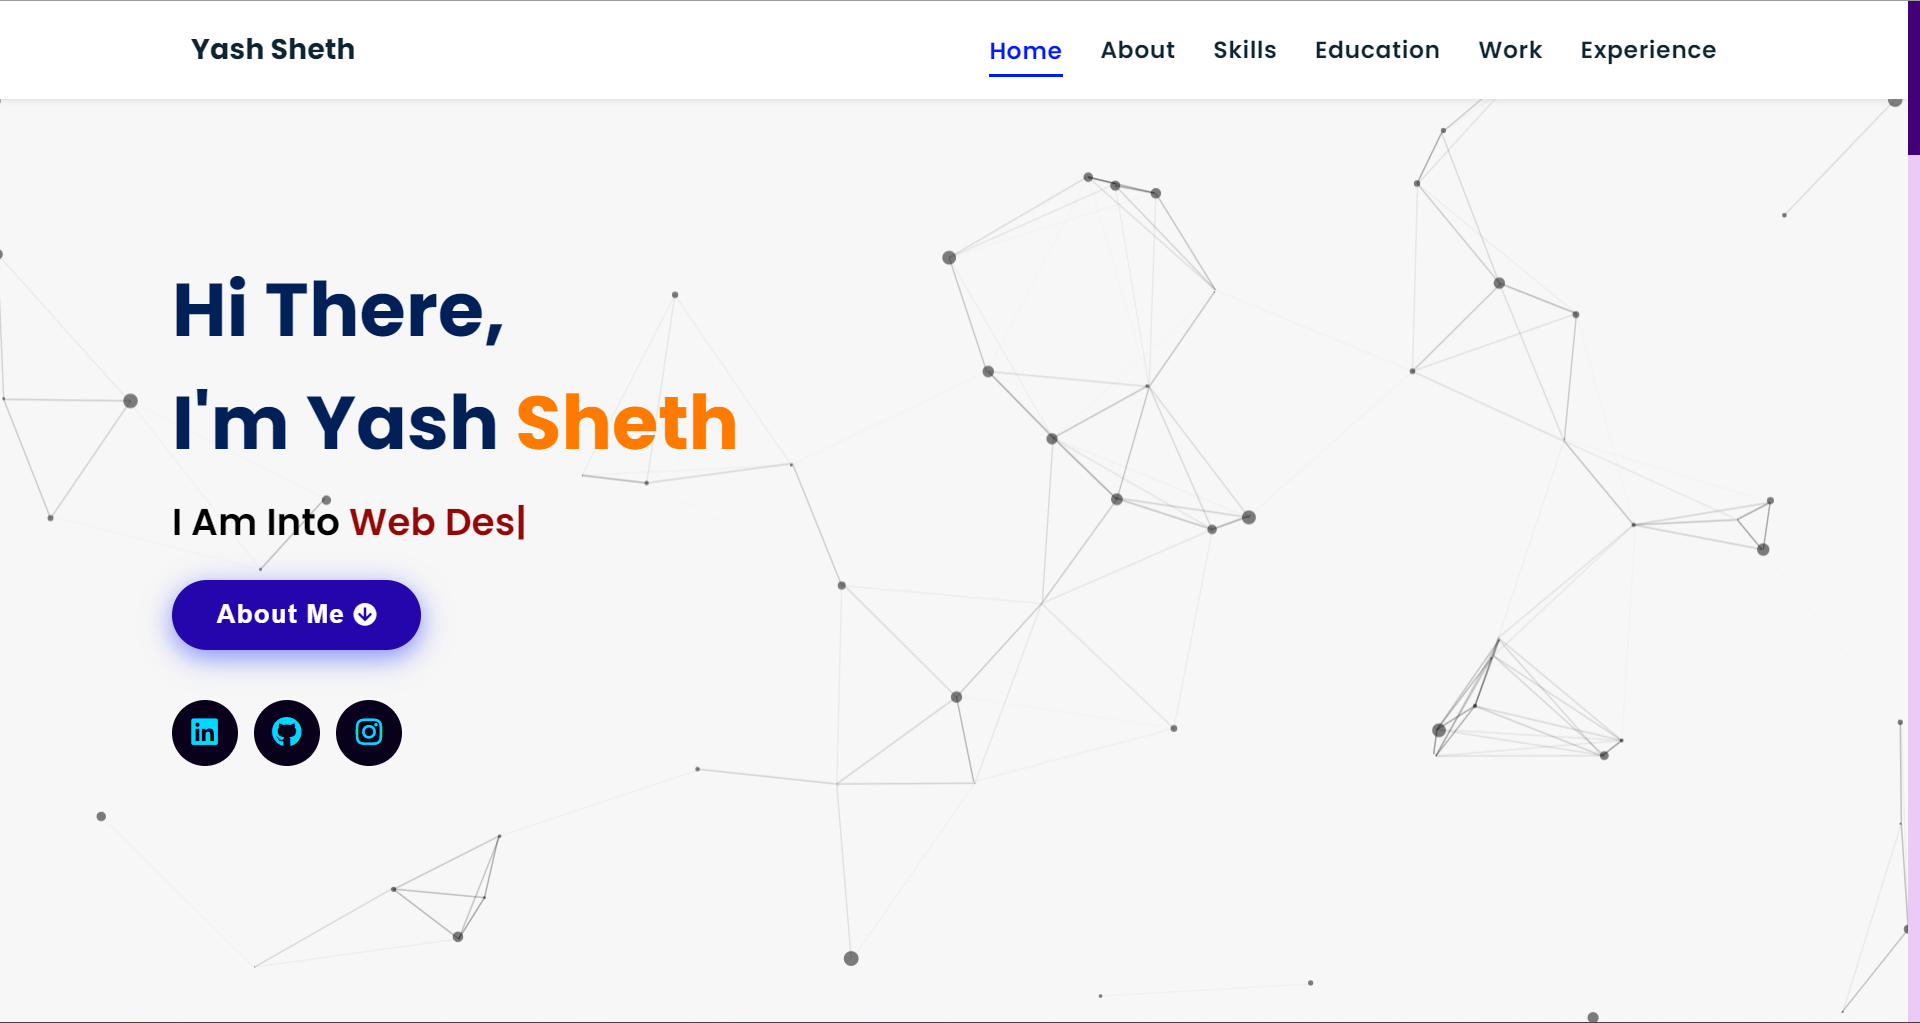 Yash Sheth
Home About Skills Education Work Experience
Hi There,
I'm Yash Sheth
I Am Into Web Des|
About Me